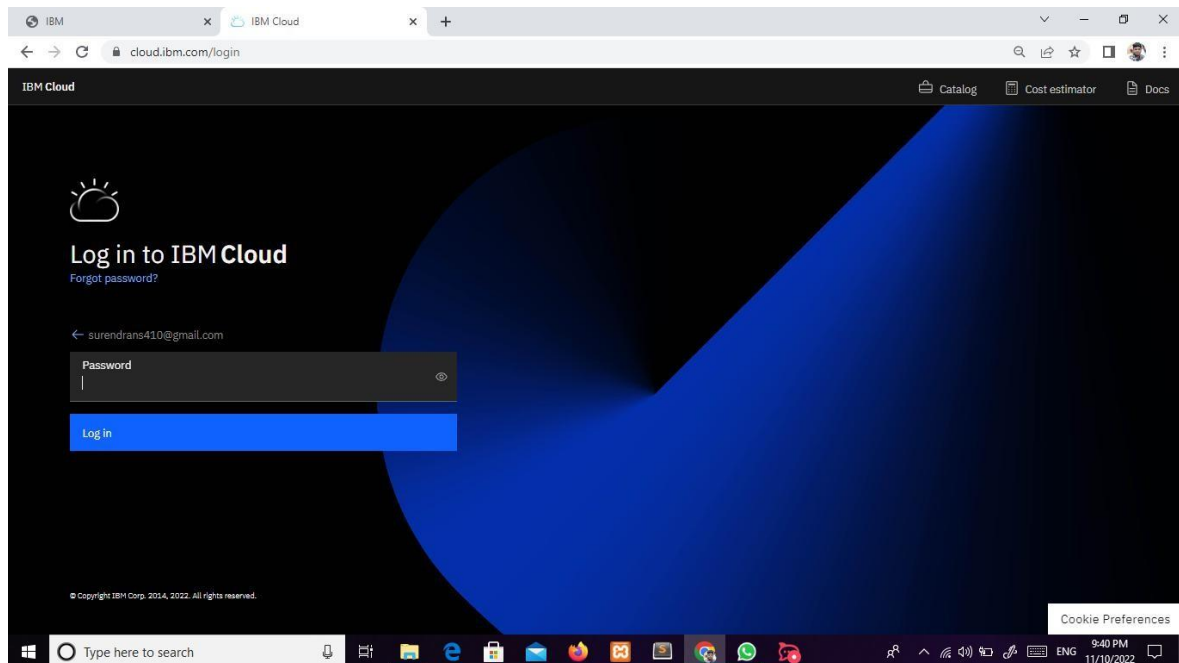 IBM
IBM Cloud
cloud.ibm.com/login
IBM Cloud
Catalog
Cost estimator
Docs
Log in to IBM Cloud
Forgot password?
← surendrans410@gmail.com
Password
Log in
© Copyright IBM Corp. 2014, 2022. All rights reserved.
Cookie Preferences
Type here to search
ENG
9:40 PM
11/10/2022